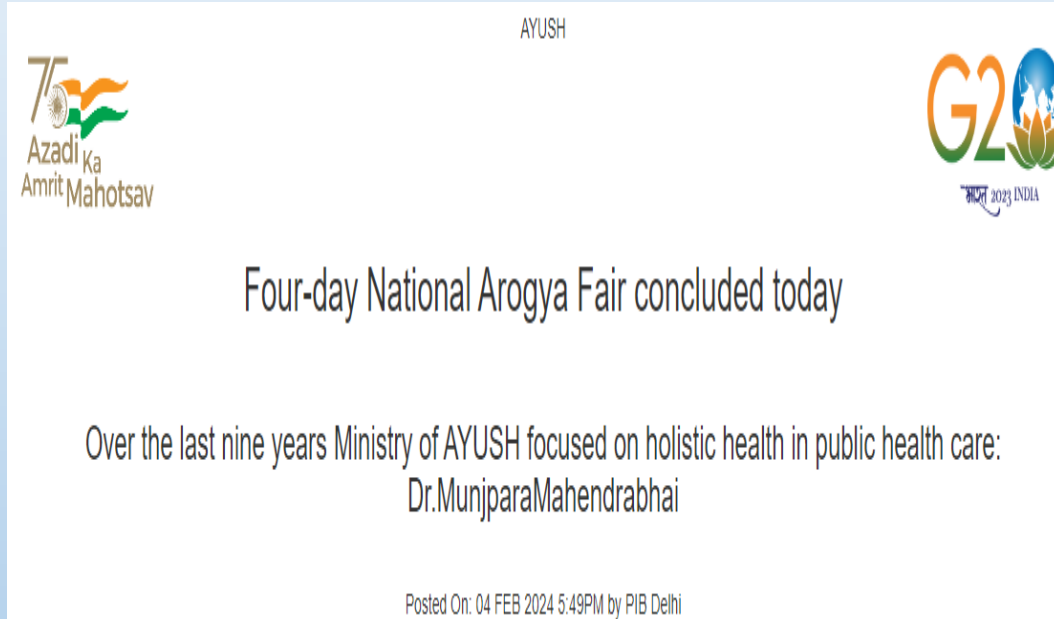 AYUSH
75
Azadi Ka
Amrit Mahotsav
G20
भारत 2023 INDIA
Four-day National Arogya Fair concluded today
Over the last nine years Ministry of AYUSH focused on holistic health in public health care:
Dr.MunjparaMahendrabhai
Posted On: 04 FEB 2024 5:49PM by PIB Delhi